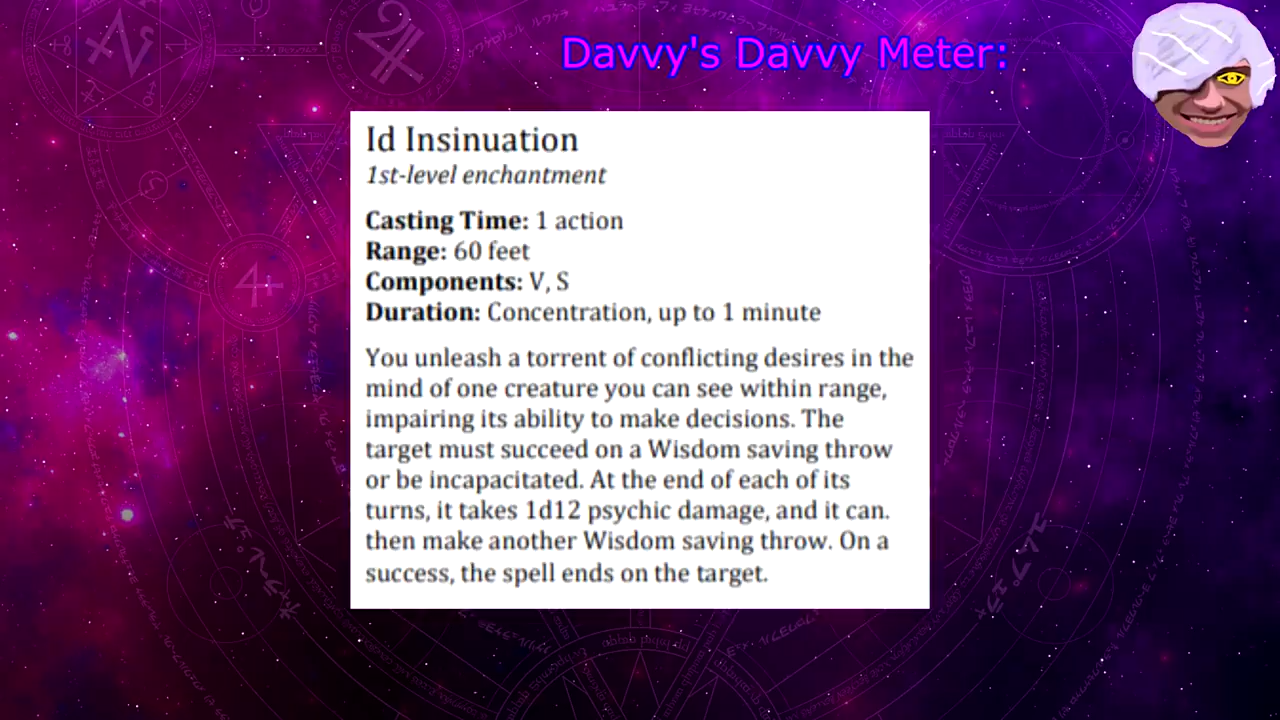 Davvy's Davvy Meter:
Id Insinuation
1st-level enchantment
Casting Time: 1 action
Range: 60 feet
Components: V, S
Duration: Concentration, up to 1 minute
You unleash a torrent of conflicting desires in the
mind of one creature you can see within range,
impairing its ability to make decisions. The
target must succeed on a Wisdom saving throw
or be incapacitated. At the end of each of its
turns, it takes 1d12 psychic damage, and it can.
then make another Wisdom saving throw. On a
success, the spell ends on the target.